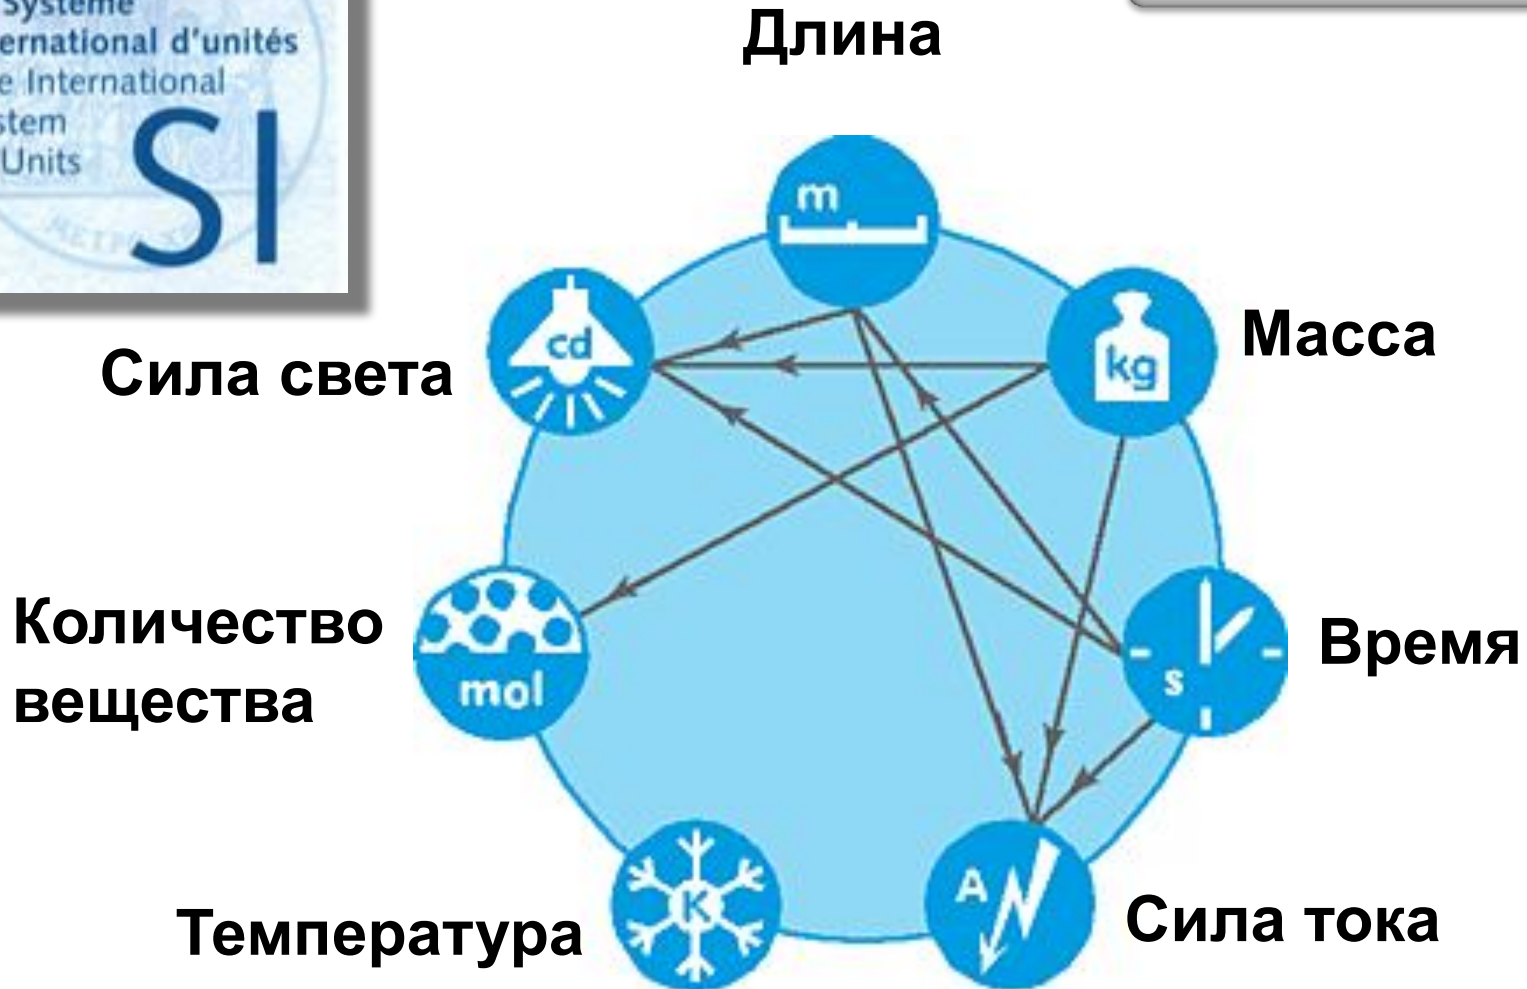 Système
ernational d'unités
e International
stem
Units
SI
Длина
m
cd
kg
Масса
Сила света
Количество
вещества
mol
s
Время
Температура
K
A
Сила тока